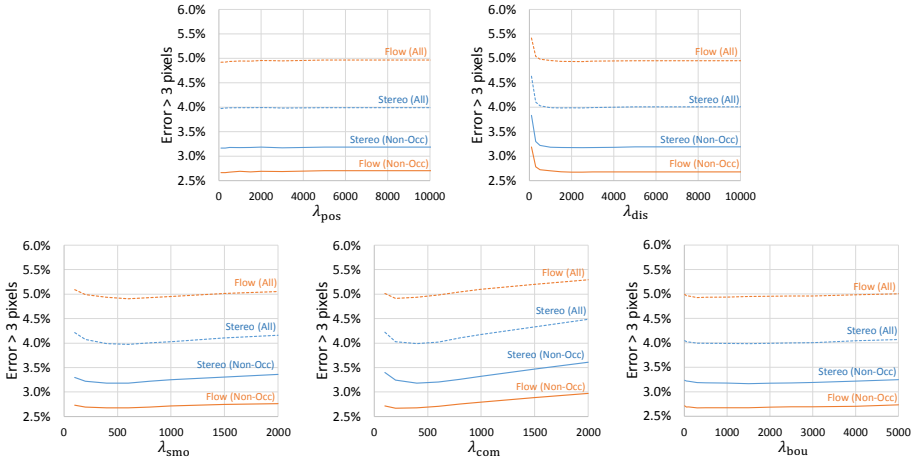 6.0%
5.5%
5.0%
4.5%
4.0%
3.5%
3.0%
2.5%
Error > 3 pixels
Flow (All)
Stereo (All)
Stereo (Non-Occ)
Flow (Non-Occ)
0 2000 4000 6000 8000 10000
λpos
6.0%
5.5%
5.0%
4.5%
4.0%
3.5%
3.0%
2.5%
Error > 3 pixels
Flow (All)
Stereo (All)
Stereo (Non-Occ)
Flow (Non-Occ)
0 2000 4000 6000 8000 10000
λdis
6.0%
5.5%
5.0%
4.5%
4.0%
3.5%
3.0%
2.5%
Error > 3 pixels
Flow (All)
Stereo (All)
Stereo (Non-Occ)
Flow (Non-Occ)
0 500 1000 1500 2000
λsmo
6.0%
5.5%
5.0%
4.5%
4.0%
3.5%
3.0%
2.5%
Error > 3 pixels
Flow (All)
Stereo (All)
Stereo (Non-Occ)
Flow (Non-Occ)
0 500 1000 1500 2000
λcom
6.0%
5.5%
5.0%
4.5%
4.0%
3.5%
3.0%
2.5%
Error > 3 pixels
Flow (All)
Stereo (All)
Stereo (Non-Occ)
Flow (Non-Occ)
0 1000 2000 3000 4000 5000
λbou